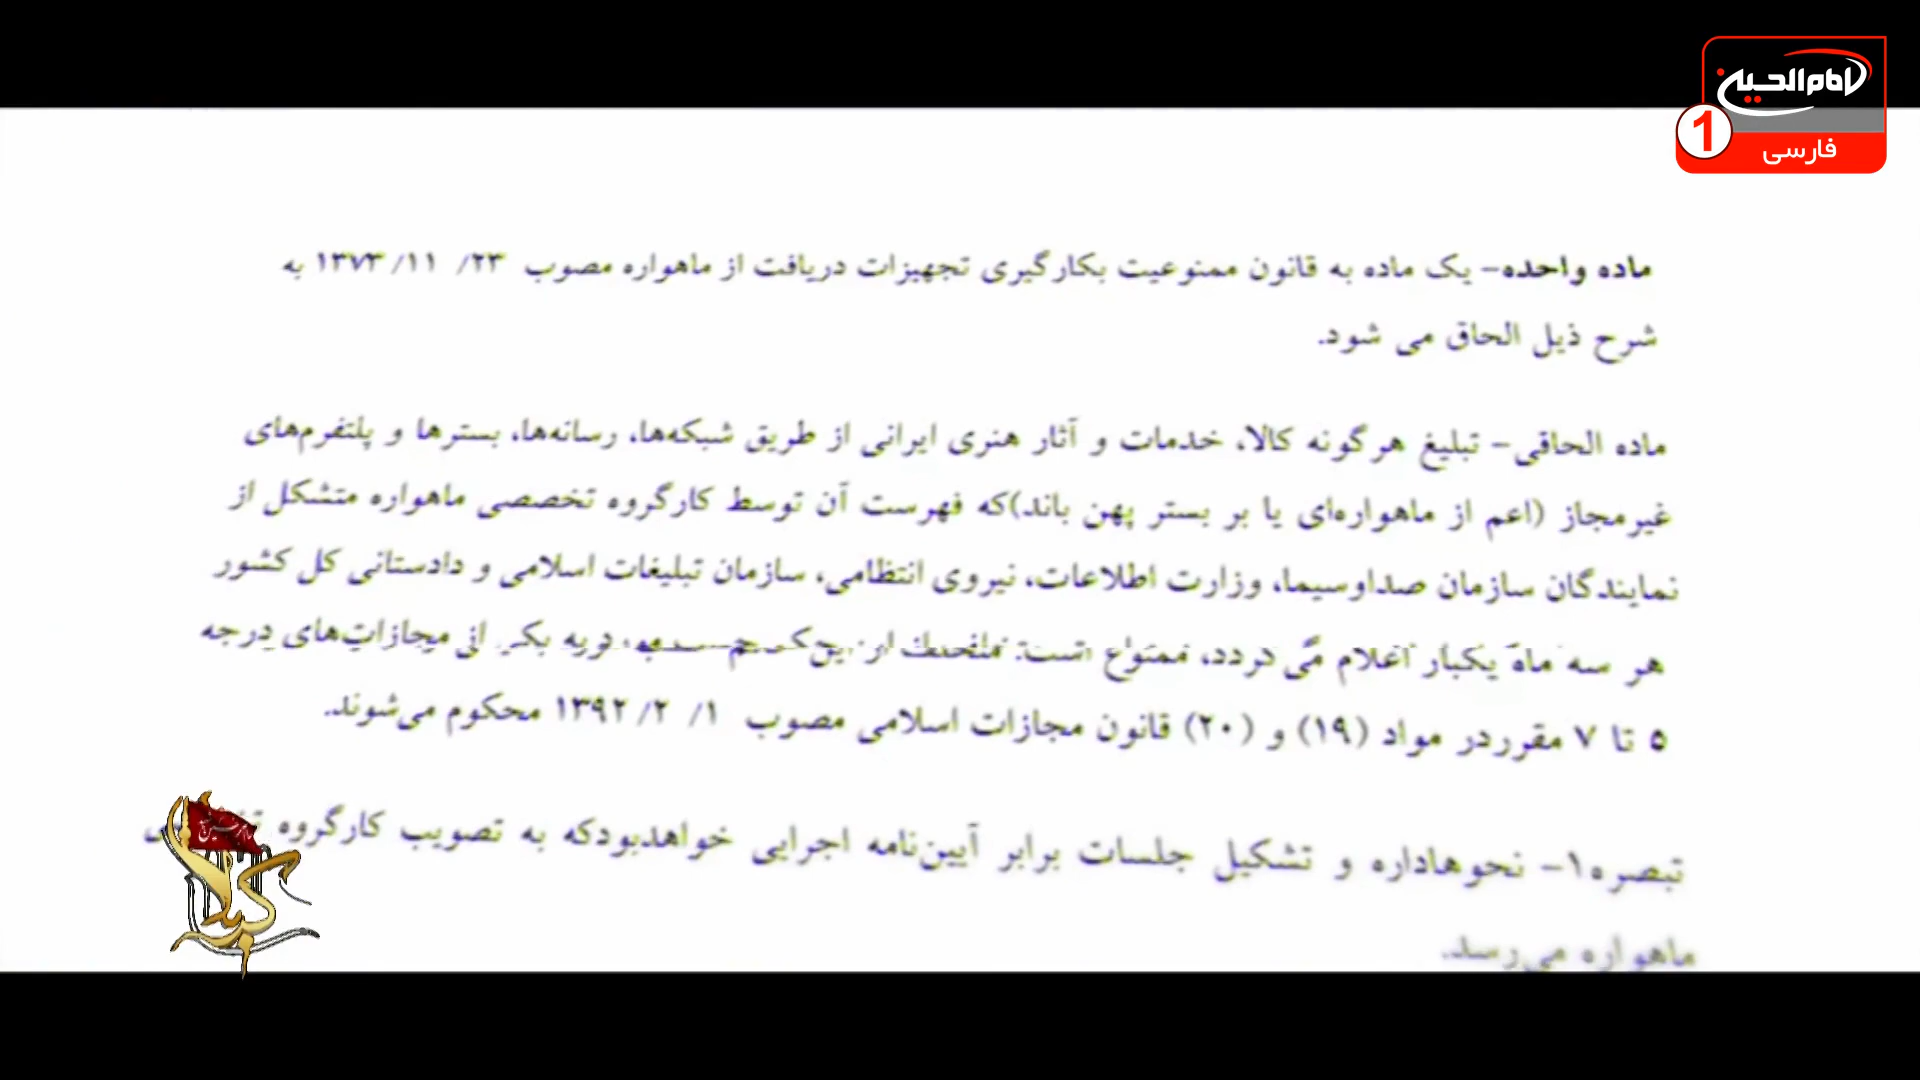 امام الحسین
1
فارسی
ماده واحده- یک ماده به قانون ممنوعیت بکارگیری تجهیزات دریافت از ماهواره مصوب ۲۳/ ۱۱/ ۱۳۷۳ به
شرح ذیل الحاق می شود.
ماده الحاقی- تبلیغ هرگونه کالا، خدمات و آثار هنری ایرانی از طریق شبکه‌ها، رسانه‌ها، بسترها و پلتفرم‌های
غیرمجاز (اعم از ماهواره‌ای یا بر بستر پهن باند)که فهرست آن توسط کارگروه تخصصی ماهواره متشکل از
نمایندگان سازمان صداوسیما، وزارت اطلاعات، نیروی انتظامی، سازمان تبلیغات اسلامی و دادستانی کل کشور
هر سه ماه یکبار اعلام می گردد، ممنوع است. از مجازات‌های درجه
۵ تا ۷ مقرردر مواد (۱۹) و (۲۰) قانون مجازات اسلامی مصوب ۱/ ۲/ ۱۳۹۲ محکوم می‌شوند.
تبصره۱- نحوهاداره و تشکیل جلسات برابر آیین‌نامه اجرایی خواهدبودکه به تصویب کارگروه
ماهواره می‌رسد.
کربلا